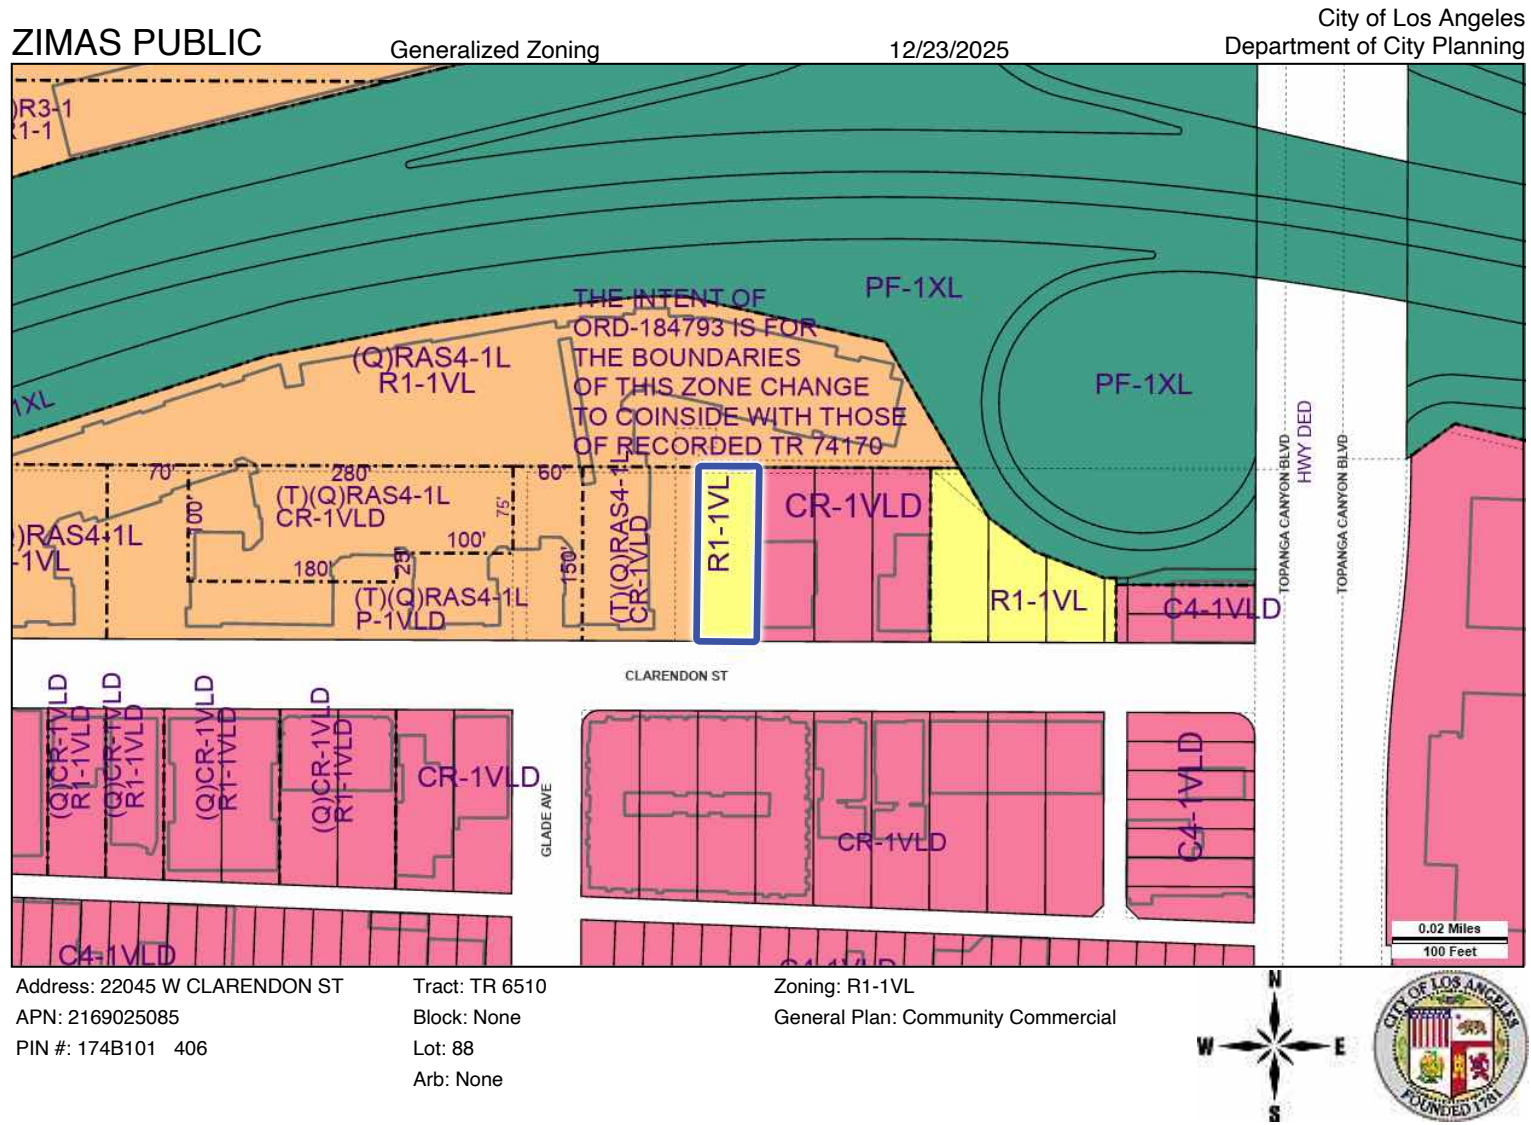 ZIMAS PUBLIC
Generalized Zoning
12/23/2025
City of Los Angeles
Department of City Planning
)R3-1
R1-1
PF-1XL
THE INTENT OF
ORD-184793 IS FOR
THE BOUNDARIES
OF THIS ZONE CHANGE
TO COINSIDE WITH THOSE
OF RECORDED TR 74170
(Q)RAS4-1L
R1-1VL
PF-1XL
1XL
HWY DED
TOPANGA CANYON BLVD
TOPANGA CANYON BLVD
70'
280'
60'
(T)(Q)RAS4-1L
CR-1VLD
75'
100'
)RAS4-1L
-1VL
100'
180'
25'
150'
(T)(Q)RAS4-1L
P-1VLD
(T)(Q)RAS4-1L
CR-1VLD
R1-1VL
CR-1VLD
R1-1VL
C4-1VLD
CLARENDON ST
(Q)CR-1VLD
R1-1VLD
(Q)CR-1VLD
R1-1VLD
(Q)CR-1VLD
R1-1VLD
(Q)CR-1VLD
R1-1VLD
CR-1VLD
GLADE AVE
CR-1VLD
C4-1VLD
C4-1VLD
C4-1VLD
0.02 Miles
100 Feet
Address: 22045 W CLARENDON ST
APN: 2169025085
PIN #: 174B101 406
Tract: TR 6510
Block: None
Lot: 88
Arb: None
Zoning: R1-1VL
General Plan: Community Commercial
N
W
E
S
CITY OF LOS ANGELES
FOUNDED 1781